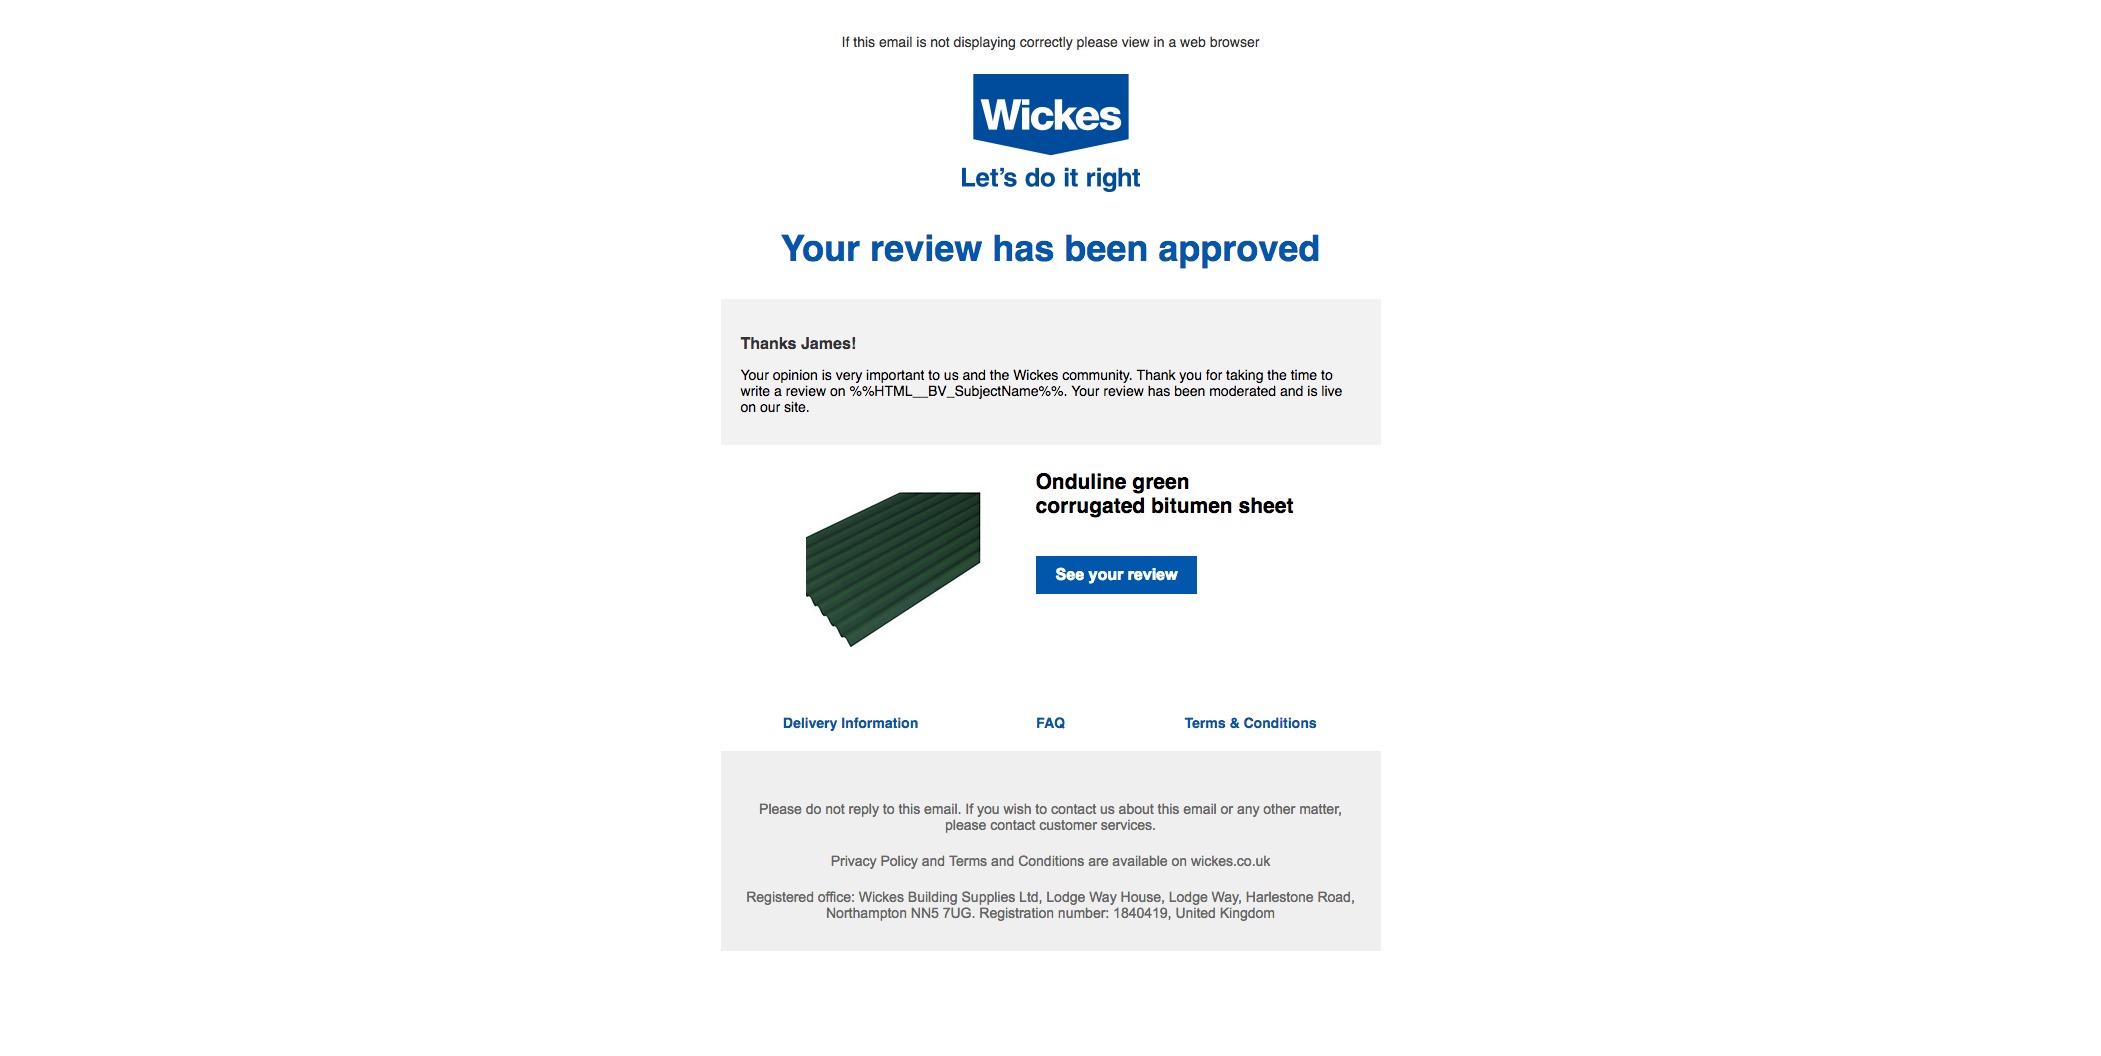 If this email is not displaying correctly please view in a web browser
Wickes
Let’s do it right
Your review has been approved
Thanks James!
Your opinion is very important to us and the Wickes community. Thank you for taking the time to
write a review on %%HTML__BV_SubjectName%%. Your review has been moderated and is live
on our site.
Onduline green
corrugated bitumen sheet
See your review
Delivery Information
FAQ
Terms & Conditions
Please do not reply to this email. If you wish to contact us about this email or any other matter,
please contact customer services.
Privacy Policy and Terms and Conditions are available on wickes.co.uk
Registered office: Wickes Building Supplies Ltd, Lodge Way House, Lodge Way, Harlestone Road,
Northampton NN5 7UG. Registration number: 1840419, United Kingdom